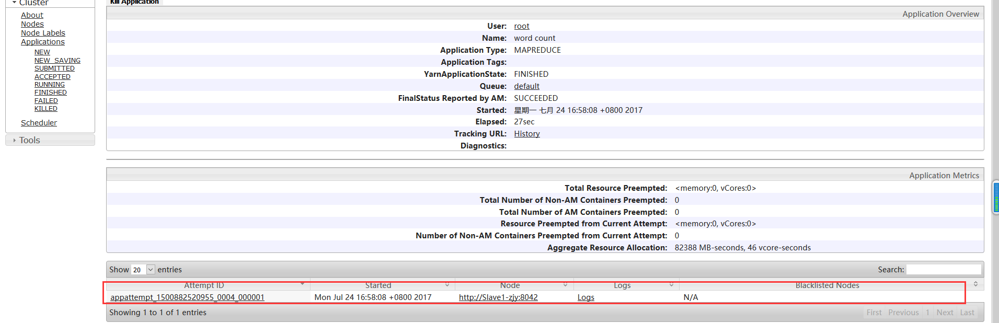 Cluster
About
Nodes
Node Labels
Applications
NEW
NEW_SAVING
SUBMITTED
ACCEPTED
RUNNING
FINISHED
FAILED
KILLED
Scheduler
Tools
Kill Application
Application Overview
User: root
Name: word count
Application Type: MAPREDUCE
Application Tags:
YarnApplicationState: FINISHED
Queue: default
FinalStatus Reported by AM: SUCCEEDED
Started: 星期一 七月 24 16:58:08 +0800 2017
Elapsed: 27sec
Tracking URL: History
Diagnostics:
Application Metrics
Total Resource Preempted: <memory:0, vCores:0>
Total Number of Non-AM Containers Preempted: 0
Total Number of AM Containers Preempted: 0
Resource Preempted from Current Attempt: <memory:0, vCores:0>
Number of Non-AM Containers Preempted from Current Attempt: 0
Aggregate Resource Allocation: 82388 MB-seconds, 46 vcore-seconds
Show 20 entries Search:
Attempt ID Started Node Logs Blacklisted Nodes
appattempt_1500882520955_0004_000001 Mon Jul 24 16:58:08 +0800 2017 http://Slave1-zjy:8042 Logs N/A
Showing 1 to 1 of 1 entries First Previous 1 Next Last